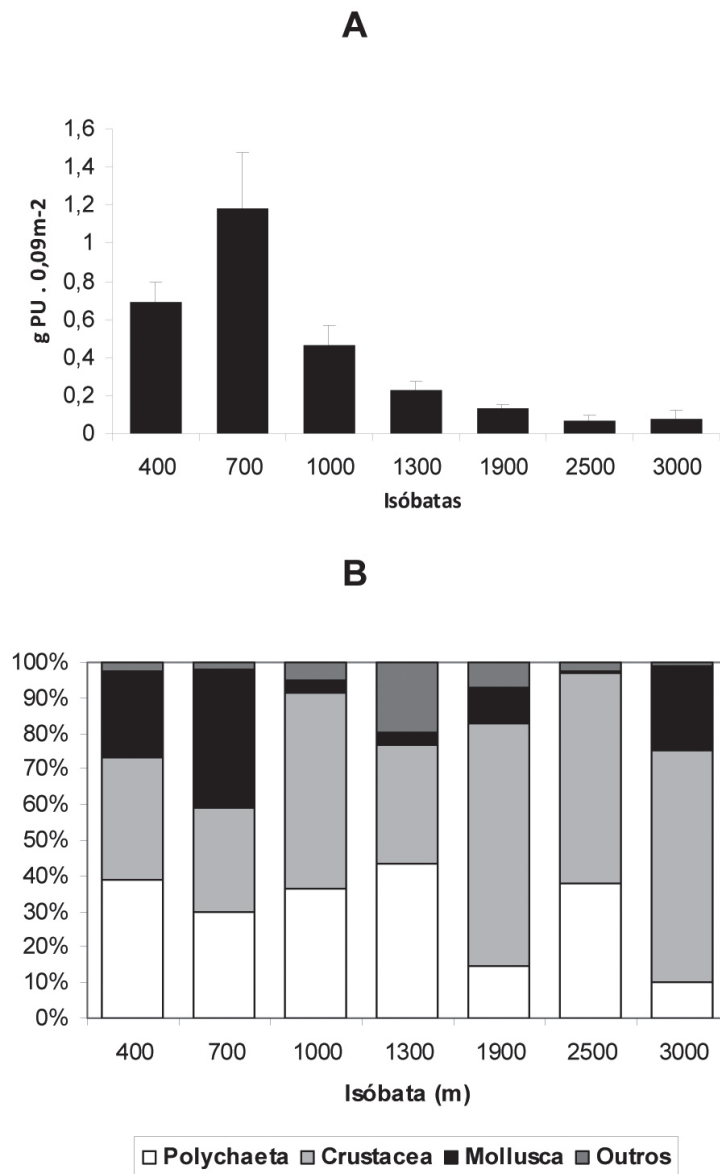 A
1,6
1,4
1,2
1
0,8
0,6
0,4
0,2
0
g PU . 0,09m-2
400 700 1000 1300 1900 2500 3000
Isóbatas
B
100%
90%
80%
70%
60%
50%
40%
30%
20%
10%
0%
400 700 1000 1300 1900 2500 3000
Isóbata (m)
Polychaeta Crustacea Mollusca Outros